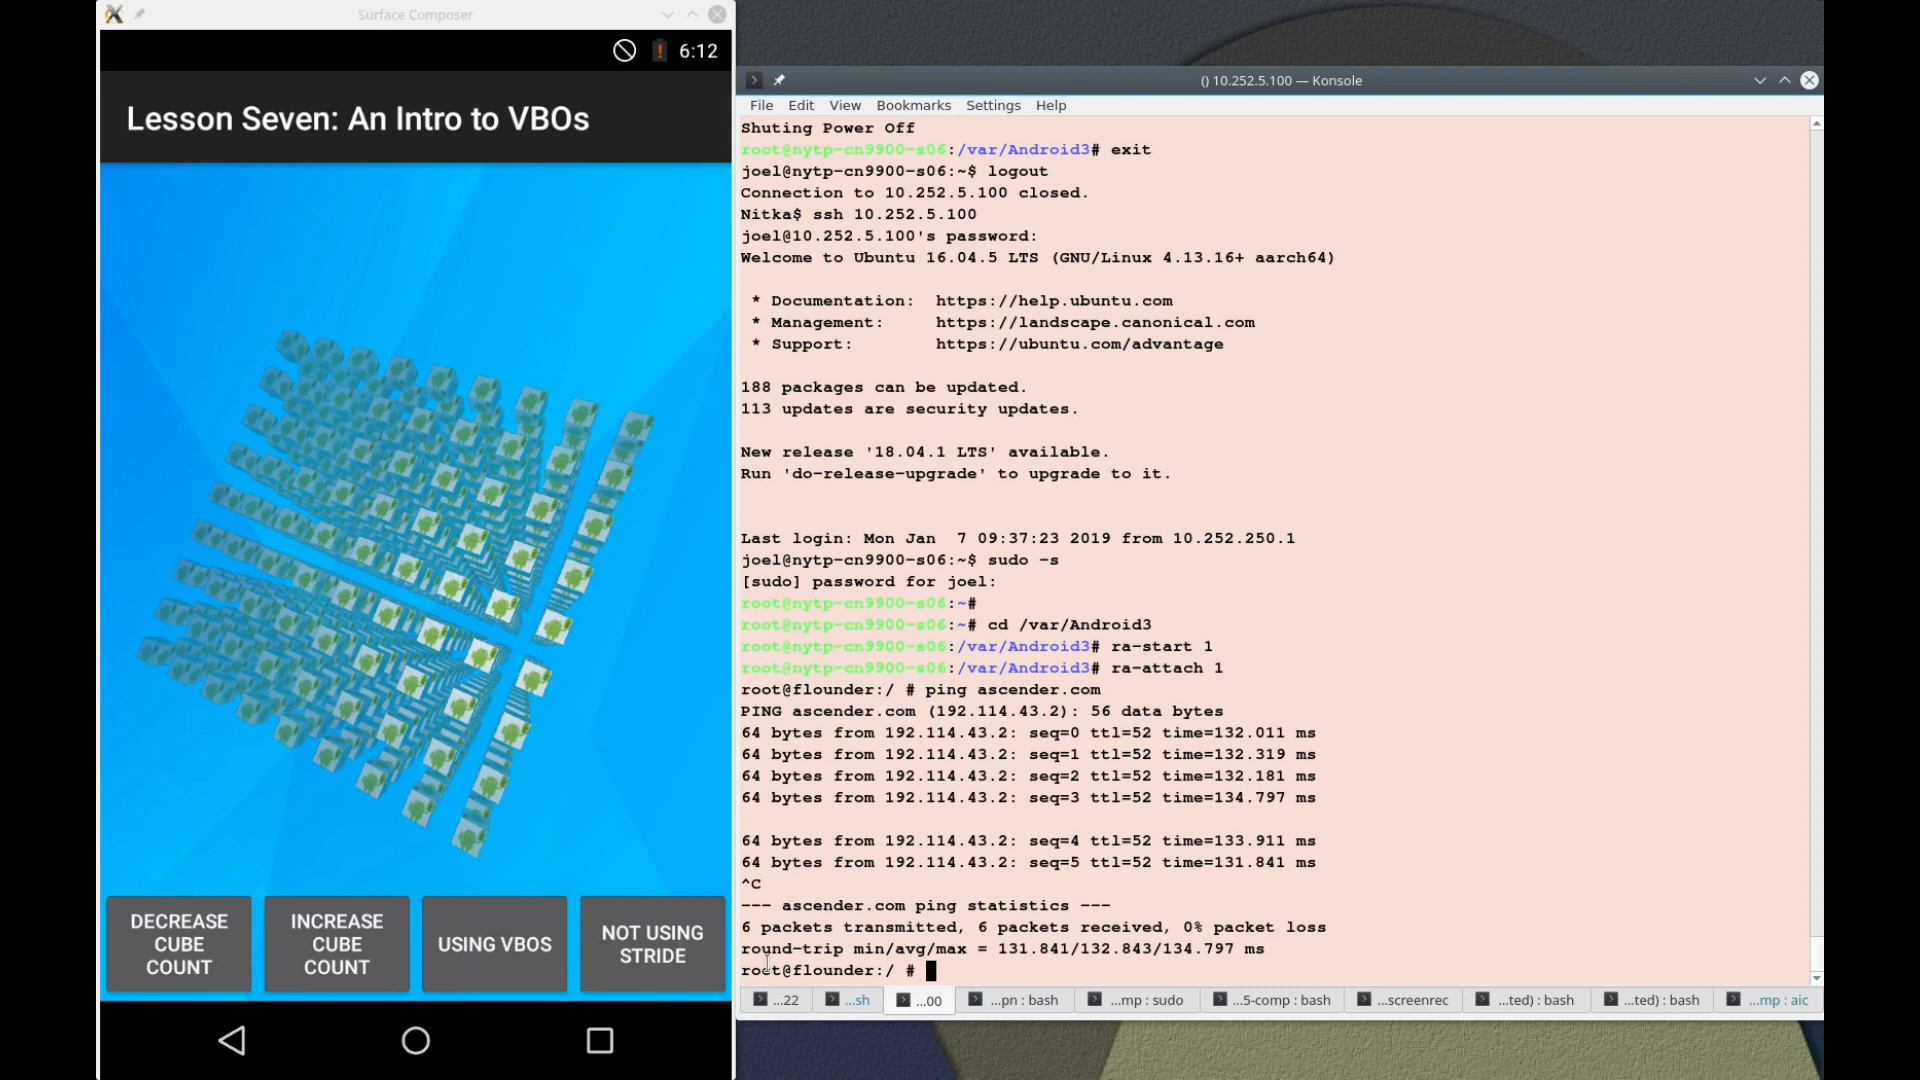 Surface Composer
6:12
Lesson Seven: An Intro to VBOs
DECREASE
CUBE
COUNT
INCREASE
CUBE
COUNT
USING VBOS
NOT USING
STRIDE
() 10.252.5.100 — Konsole
File Edit View Bookmarks Settings Help
Shuting Power Off
root@nytp-cn9900-s06:/var/Android3# exit
joel@nytp-cn9900-s06:~$ logout
Connection to 10.252.5.100 closed.
Nitka$ ssh 10.252.5.100
joel@10.252.5.100's password:
Welcome to Ubuntu 16.04.5 LTS (GNU/Linux 4.13.16+ aarch64)
* Documentation: https://help.ubuntu.com
* Management: https://landscape.canonical.com
* Support: https://ubuntu.com/advantage
188 packages can be updated.
113 updates are security updates.
New release '18.04.1 LTS' available.
Run 'do-release-upgrade' to upgrade to it.
Last login: Mon Jan 7 09:37:23 2019 from 10.252.250.1
joel@nytp-cn9900-s06:~$ sudo -s
[sudo] password for joel:
root@nytp-cn9900-s06:~#
root@nytp-cn9900-s06:~# cd /var/Android3
root@nytp-cn9900-s06:/var/Android3# ra-start 1
root@nytp-cn9900-s06:/var/Android3# ra-attach 1
root@flounder:/ # ping ascender.com
PING ascender.com (192.114.43.2): 56 data bytes
64 bytes from 192.114.43.2: seq=0 ttl=52 time=132.011 ms
64 bytes from 192.114.43.2: seq=1 ttl=52 time=132.319 ms
64 bytes from 192.114.43.2: seq=2 ttl=52 time=132.181 ms
64 bytes from 192.114.43.2: seq=3 ttl=52 time=134.797 ms
64 bytes from 192.114.43.2: seq=4 ttl=52 time=133.911 ms
64 bytes from 192.114.43.2: seq=5 ttl=52 time=131.841 ms
^C
--- ascender.com ping statistics ---
6 packets transmitted, 6 packets received, 0% packet loss
round-trip min/avg/max = 131.841/132.843/134.797 ms
root@flounder:/ #
...22 ...sh ...00 ...pn : bash ...mp : sudo ...5-comp : bash ...screenrec ...ted) : bash ...ted) : bash ...mp : aic